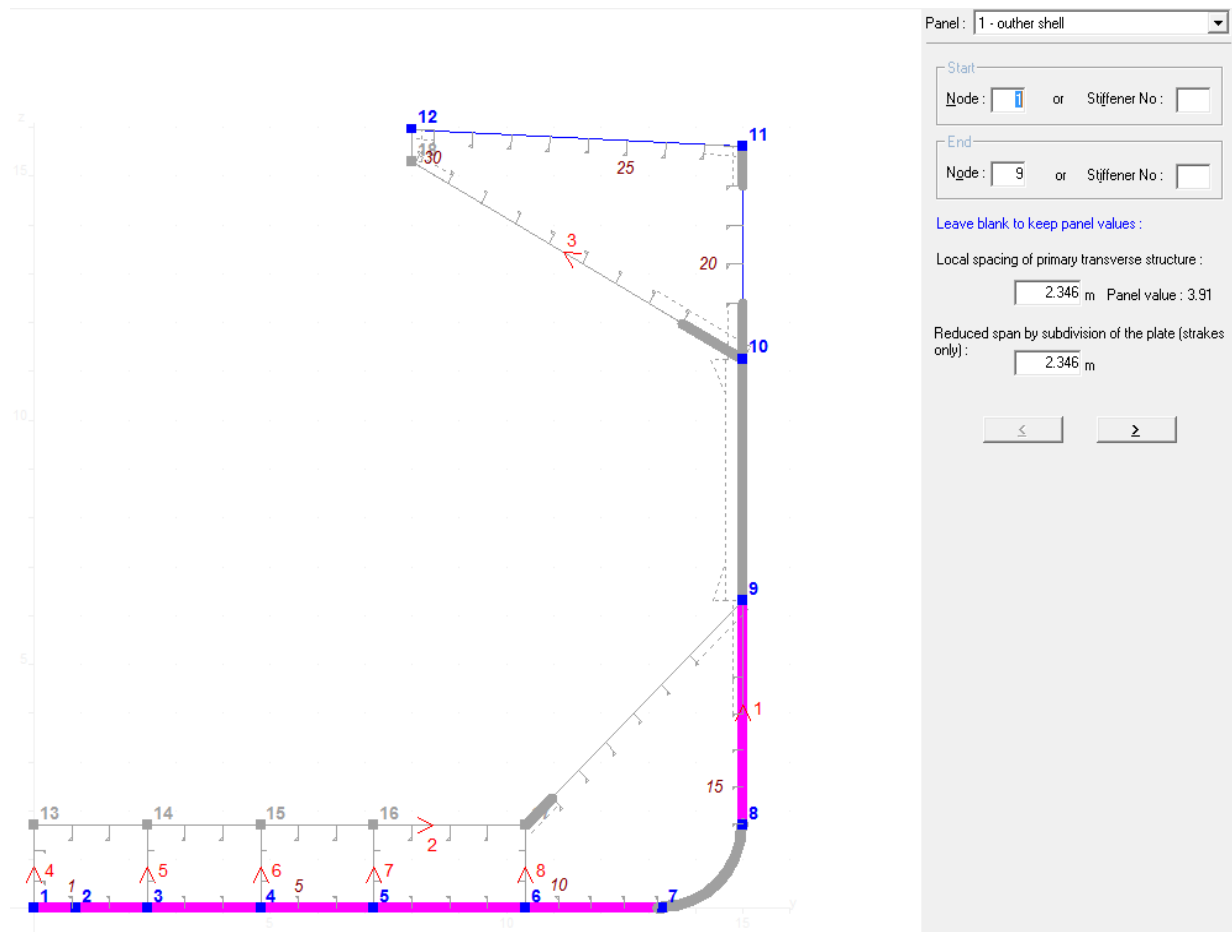 Panel : 1 - outher shell
Start
Node : 1 or Stiffener No :
End
Node : 9 or Stiffener No :
Leave blank to keep panel values :
Local spacing of primary transverse structure :
2.346 m Panel value : 3.91
Reduced span by subdivision of the plate (strakes
only) :
2.346 m
< >
z
12
11
30
25
15
3
20
10
10
9
5
1
15
13 14 15 16
8
2
4 5 6 7 8
1 5 10
1 2 3 4 5 6 7
5 10 15 y